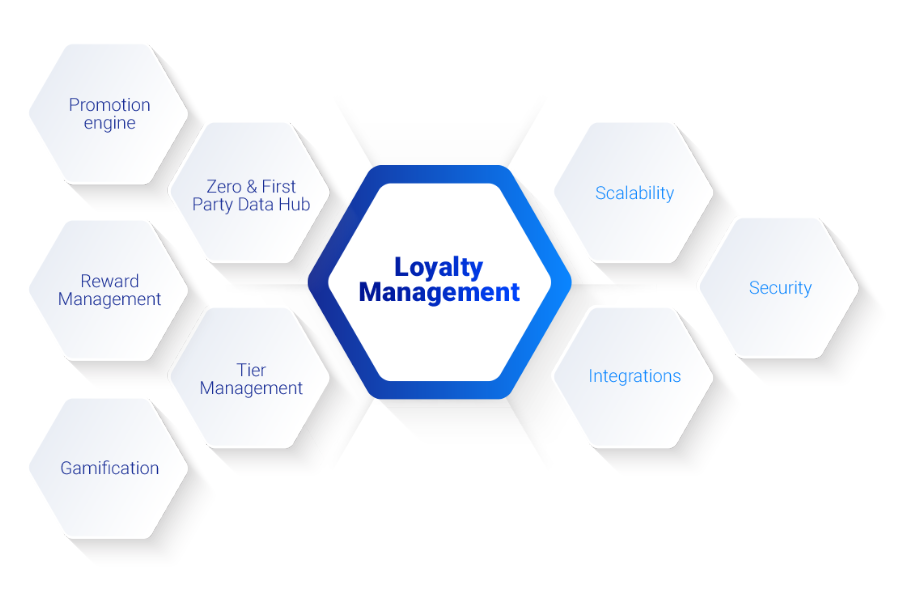 Promotion
engine
Zero & First
Party Data Hub
Reward
Management
Tier
Management
Gamification
Loyalty
Management
Scalability
Security
Integrations